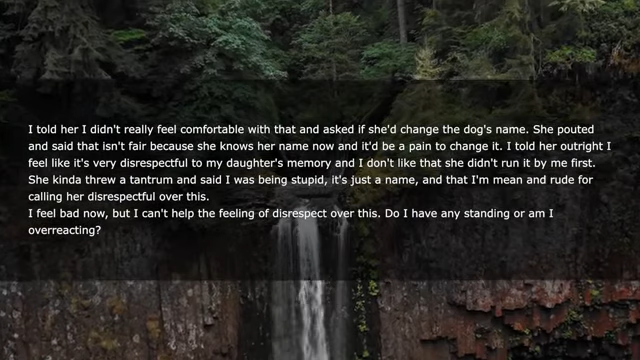 I told her I didn't really feel comfortable with that and asked if she'd change the dog's name. She pouted
and said that isn't fair because she knows her name now and it'd be a pain to change it. I told her outright I
feel like it's very disrespectful to my daughter's memory and I don't like that she didn't run it by me first.
She kinda threw a tantrum and said I was being stupid, it's just a name, and that I'm mean and rude for
calling her disrespectful over this.
I feel bad now, but I can't help the feeling of disrespect over this. Do I have any standing or am I
overreacting?